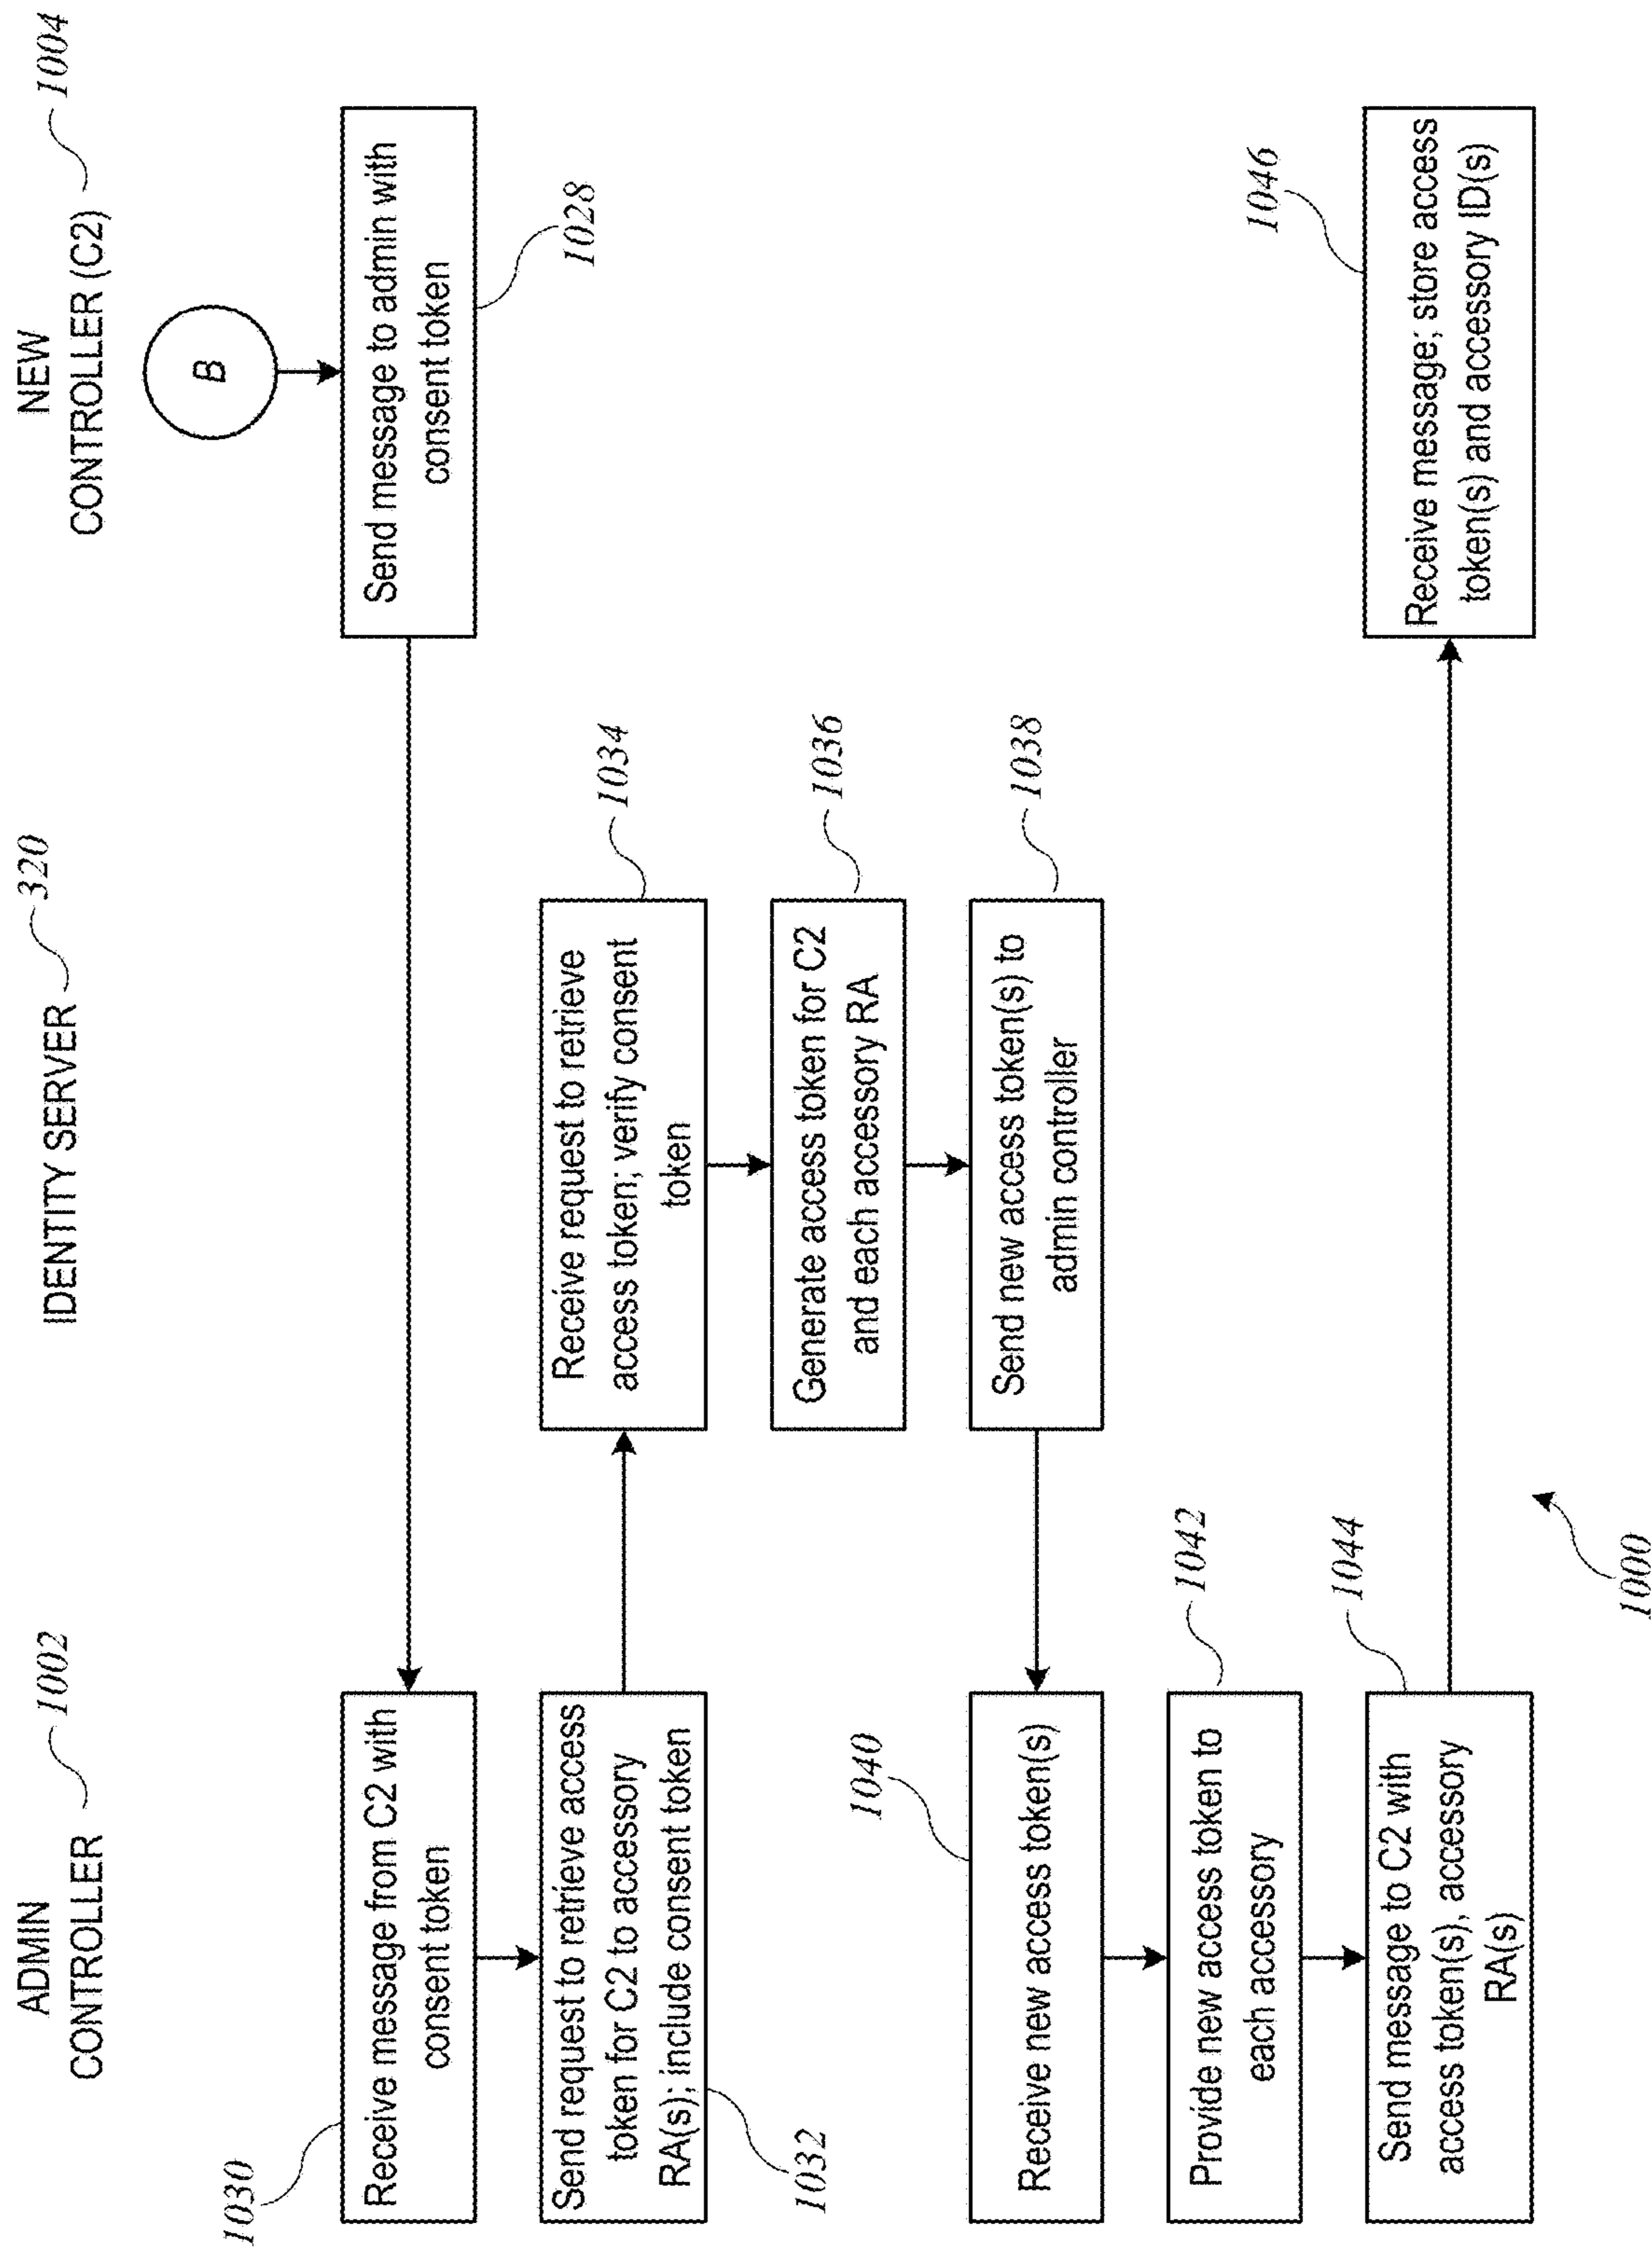 ADMIN
CONTROLLER
1002
IDENTITY SERVER
320
NEW
CONTROLLER (C2)
1004
B
Send message to admin with
consent token
1028
1030
Receive message from C2 with
consent token
Send request to retrieve access
token for C2 to accessory
RA(s); include consent token
1032
Receive request to retrieve
access token; verify consent
token
1034
Generate access token for C2
and each accessory RA
1036
Send new access token(s) to
admin controller
1038
1040
Receive new access token(s)
Provide new access token to
each accessory
1042
Send message to C2 with
access token(s), accessory
RA(s)
1044
1046
Receive message; store access
token(s) and accessory ID(s)
1000